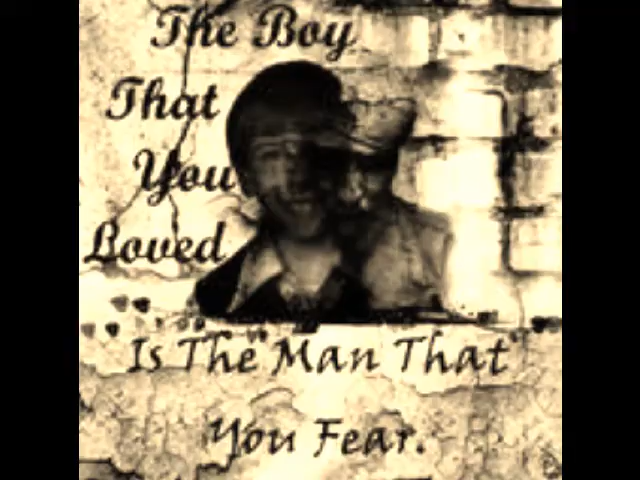 The Boy
That
You
Loved
Is The Man That
You Fear.